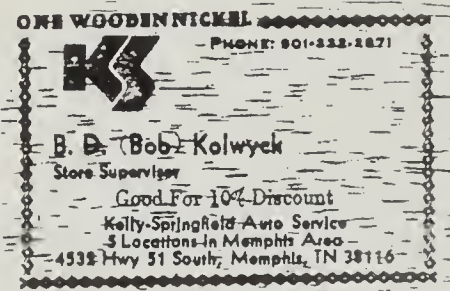 ONE WOODEN NICKEL
PHONE: 901-332-2871
KS
B. D. (Bob) Kolwyck
Store Supervisor
Good For 10% Discount
Kelly-Springfield Auto Service
5 Locations in Memphis Area
4532 Hwy 51 South, Memphis, TN 38116